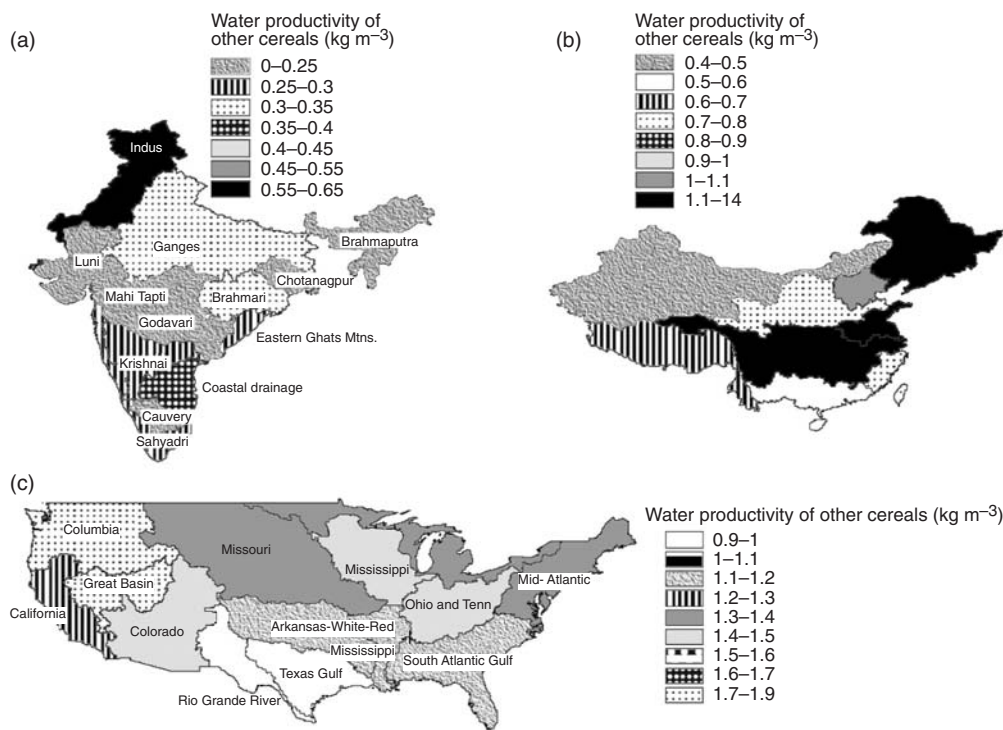 (a)
Water productivity of
other cereals (kg m⁻³)
0–0.25
0.25–0.3
0.3–0.35
0.35–0.4
0.4–0.45
0.45–0.55
0.55–0.65
Indus
Ganges
Brahmaputra
Luni
Chotanagpur
Mahi Tapti
Brahmari
Godavari
Eastern Ghats Mtns.
Krishnai
Coastal drainage
Cauvery
Sahyadri
(b)
Water productivity of
other cereals (kg m⁻³)
0.4–0.5
0.5–0.6
0.6–0.7
0.7–0.8
0.8–0.9
0.9–1
1–1.1
1.1–14
(c)
Columbia
Missouri
Mississippi
Mid- Atlantic
Great Basin
California
Ohio and Tenn
Colorado
Arkansas-White-Red
Mississippi
South Atlantic Gulf
Texas Gulf
Rio Grande River
Water productivity of other cereals (kg m⁻³)
0.9–1
1–1.1
1.1–1.2
1.2–1.3
1.3–1.4
1.4–1.5
1.5–1.6
1.6–1.7
1.7–1.9